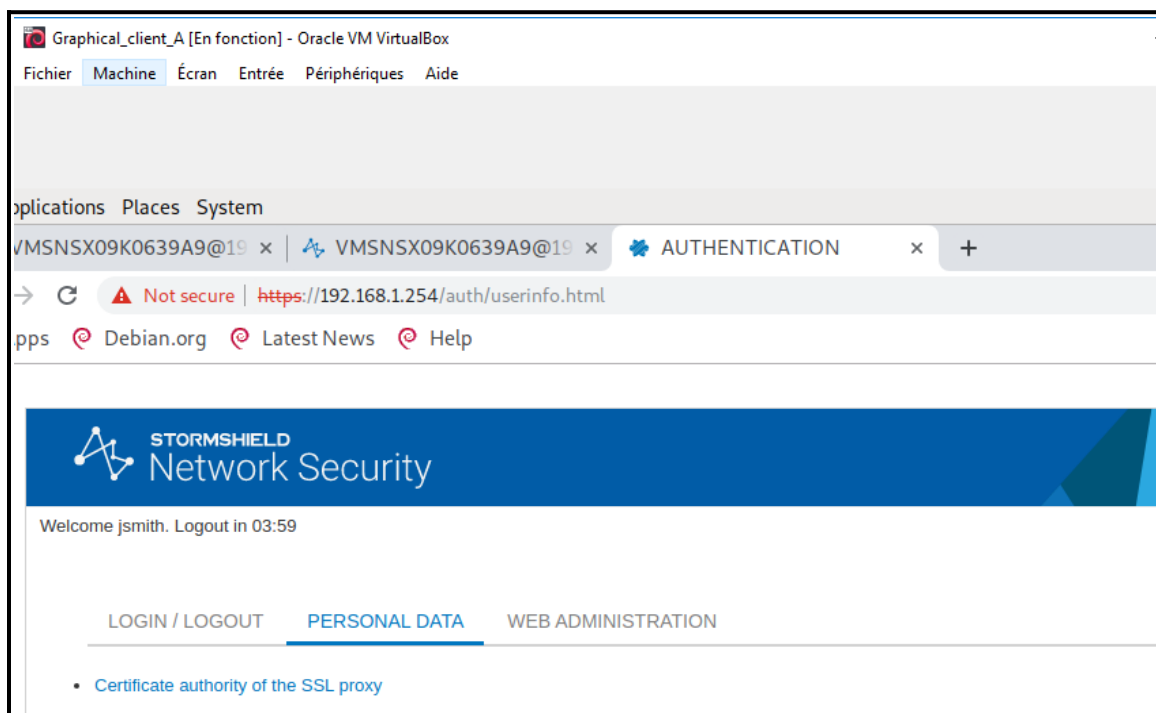 Graphical_client_A [En fonction] - Oracle VM VirtualBox
Fichier Machine Écran Entrée Périphériques Aide
pplications Places System
VMSNSX09K0639A9@19 × VMSNSX09K0639A9@19 × AUTHENTICATION × +
Not secure | https://192.168.1.254/auth/userinfo.html
pps Debian.org Latest News Help
STORMSHIELD
Network Security
Welcome jsmith. Logout in 03:59
LOGIN / LOGOUT PERSONAL DATA WEB ADMINISTRATION
• Certificate authority of the SSL proxy